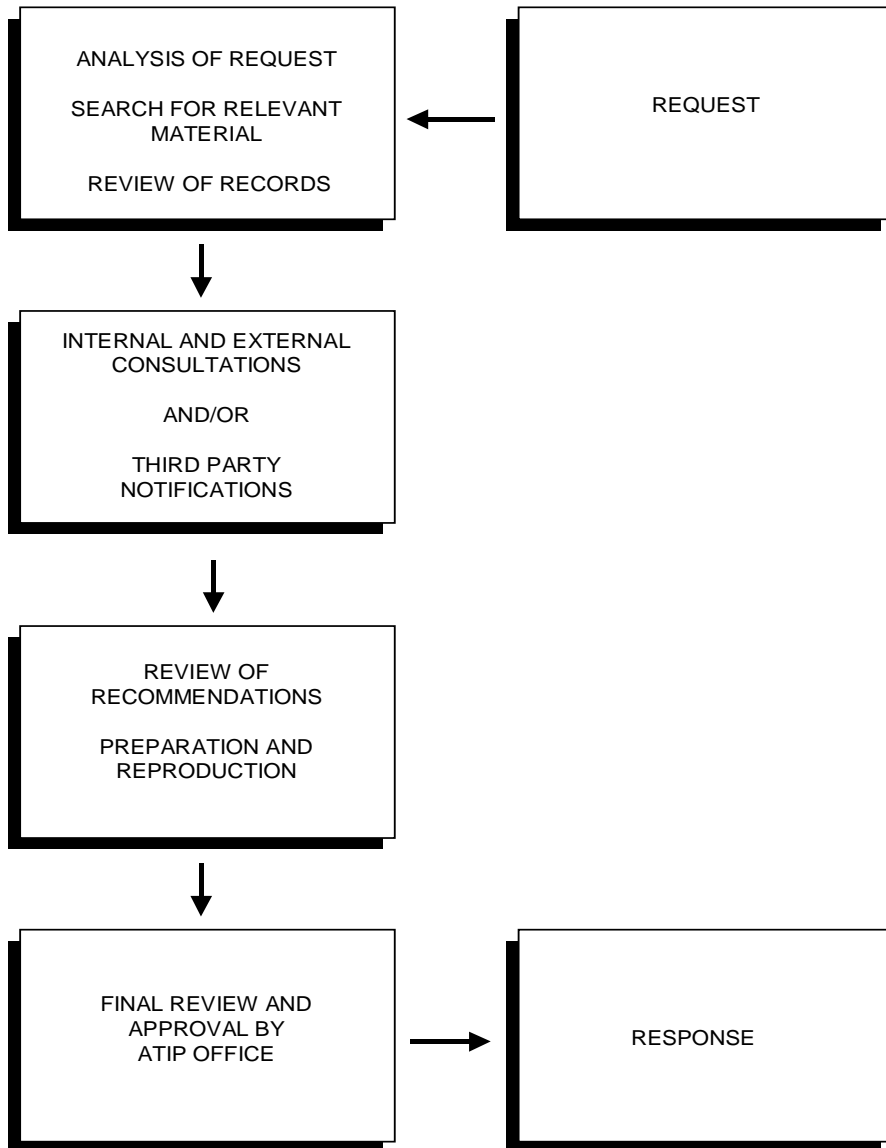 REQUEST
ANALYSIS OF REQUEST
SEARCH FOR RELEVANT
MATERIAL
REVIEW OF RECORDS
INTERNAL AND EXTERNAL
CONSULTATIONS
AND/OR
THIRD PARTY
NOTIFICATIONS
REVIEW OF
RECOMMENDATIONS
PREPARATION AND
REPRODUCTION
FINAL REVIEW AND
APPROVAL BY
ATIP OFFICE
RESPONSE